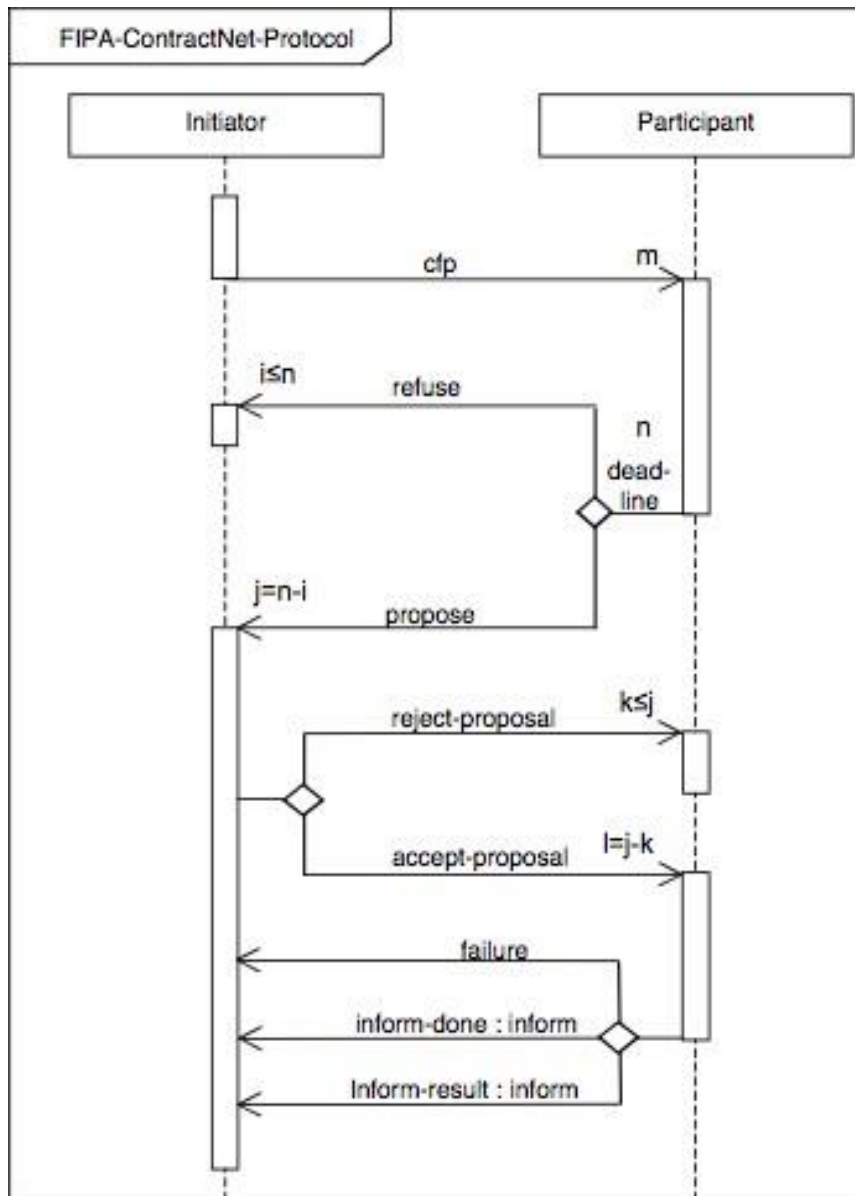 FIPA-ContractNet-Protocol
Initiator
Participant
cfp
m
i≤n
refuse
n
dead-
line
j=n-i
propose
reject-proposal
k≤j
accept-proposal
l=j-k
failure
inform-done : inform
Inform-result : inform